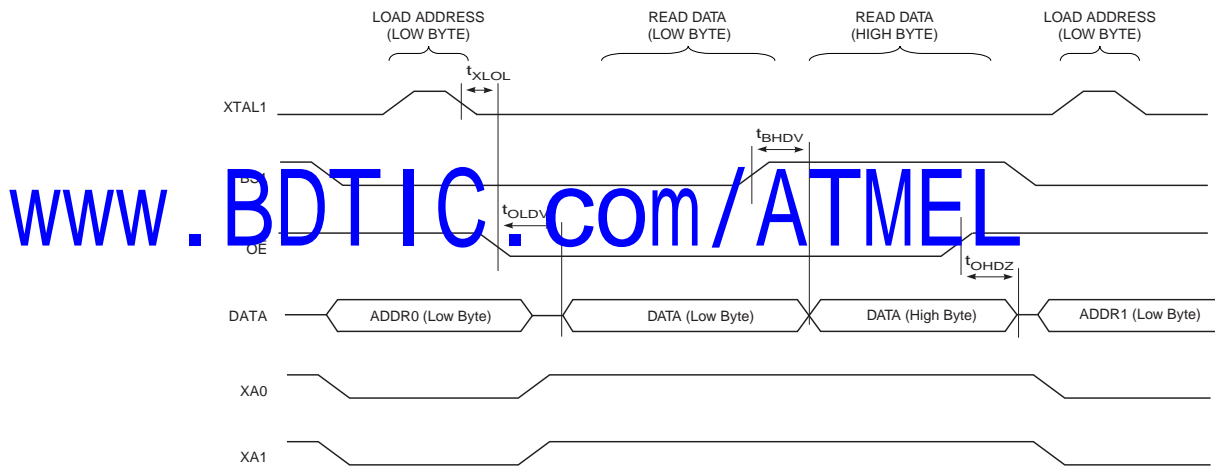 LOAD ADDRESS
(LOW BYTE)
READ DATA
(LOW BYTE)
READ DATA
(HIGH BYTE)
LOAD ADDRESS
(LOW BYTE)
tXLOL
XTAL1
tBHDV
BS1
www.BDTIC.com/ATMEL
tOLDV
OE
tOHDZ
DATA
ADDR0 (Low Byte)
DATA (Low Byte)
DATA (High Byte)
ADDR1 (Low Byte)
XA0
XA1